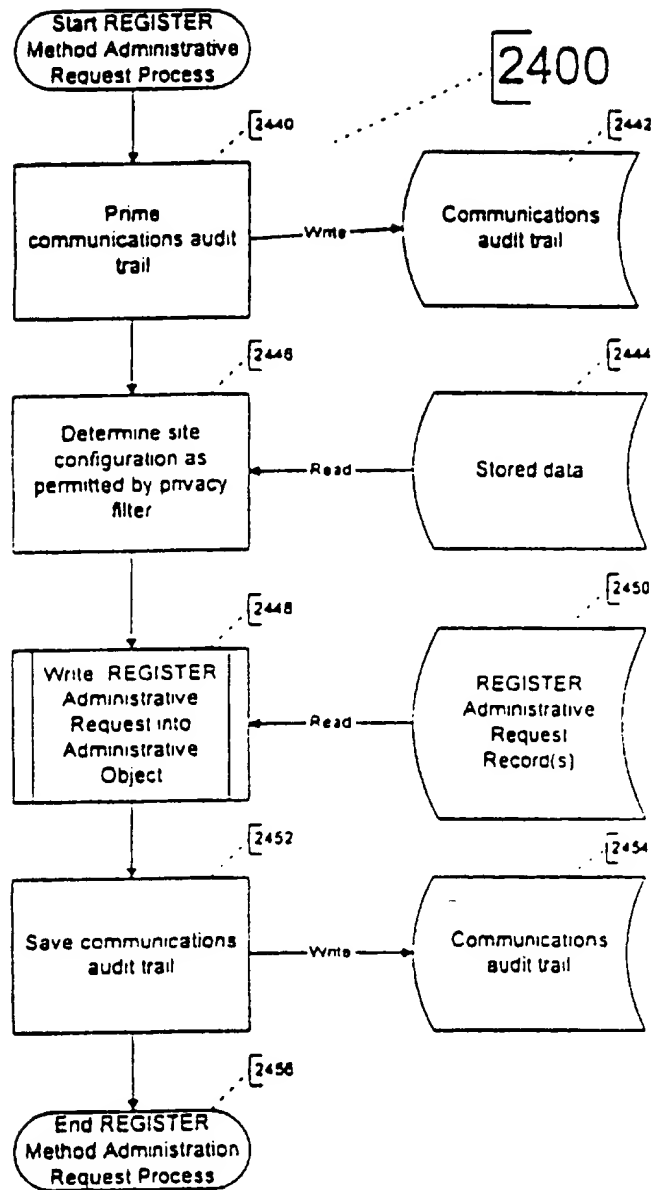 Start REGISTER
Method Administrative
Request Process
2400
2440
2442
Prime
communications audit
trail
Write
Communications
audit trail
2446
2444
Determine site
configuration as
permitted by privacy
filter
Read
Stored data
2448
2450
Write REGISTER
Administrative
Request into
Administrative
Object
Read
REGISTER
Administrative
Request
Record(s)
2452
2454
Save communications
audit trail
Write
Communications
audit trail
2456
End REGISTER
Method Administration
Request Process